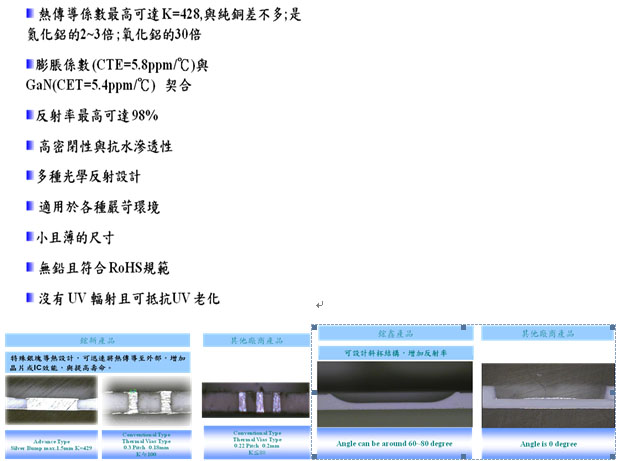 熱傳導係數最高可達K=428,與純銅差不多;是
氮化鋁的2~3倍;氧化鋁的30倍
膨脹係數(CTE=5.8ppm/℃)與
GaN(CET=5.4ppm/℃) 契合
反射率最高可達98%
高密閉性與抗水滲透性
多種光學反射設計
適用於各種嚴苛環境
小且薄的尺寸
無鉛且符合RoHS規範
沒有UV 輻射且可抵抗UV 老化
產品
其他廠商產品
鋐鑫產品
其他廠商產品
特殊銀塊導熱設計,可迅速將熱傳導至外部,增加
晶片或IC效能,與提高壽命。
可設計斜杯結構,增加反射率
Advance Type
Silver Bump max.1.5mm K=429
Conventional Type
Thermal Vias Type
0.3 Pitch 0.18mm
Conventional Type
Thermal Vias Type
0.22 Pitch 0.2mm
Angle can be around 60~80 degree
Angle is 0 degree